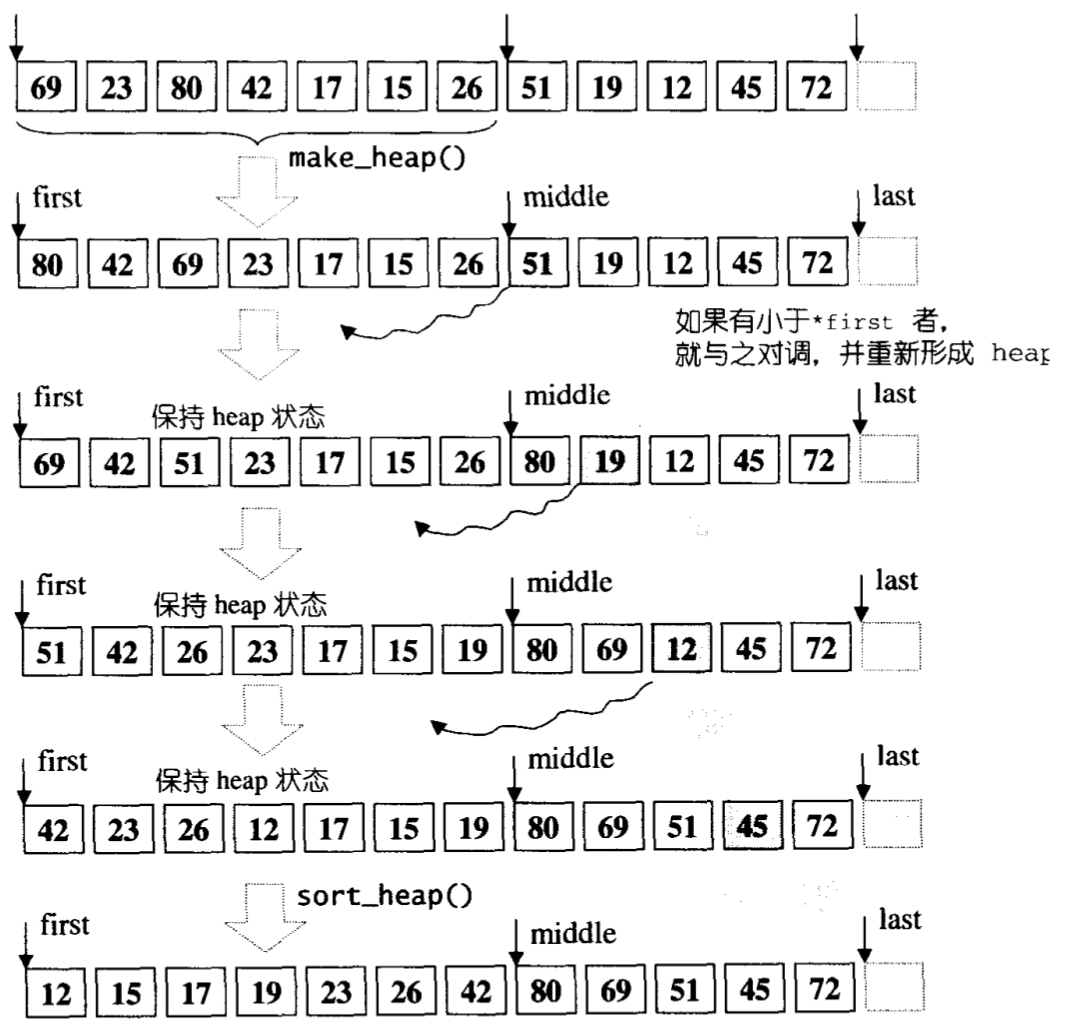 69 23 80 42 17 15 26 51 19 12 45 72
make_heap()
first middle last
80 42 69 23 17 15 26 51 19 12 45 72
如果有小于*first 者，
就与之对调，并重新形成 heap
first 保持 heap 状态 middle last
69 42 51 23 17 15 26 80 19 12 45 72
first 保持 heap 状态 middle last
51 42 26 23 17 15 19 80 69 12 45 72
first 保持 heap 状态 middle last
42 23 26 12 17 15 19 80 69 51 45 72
sort_heap()
first middle last
12 15 17 19 23 26 42 80 69 51 45 72